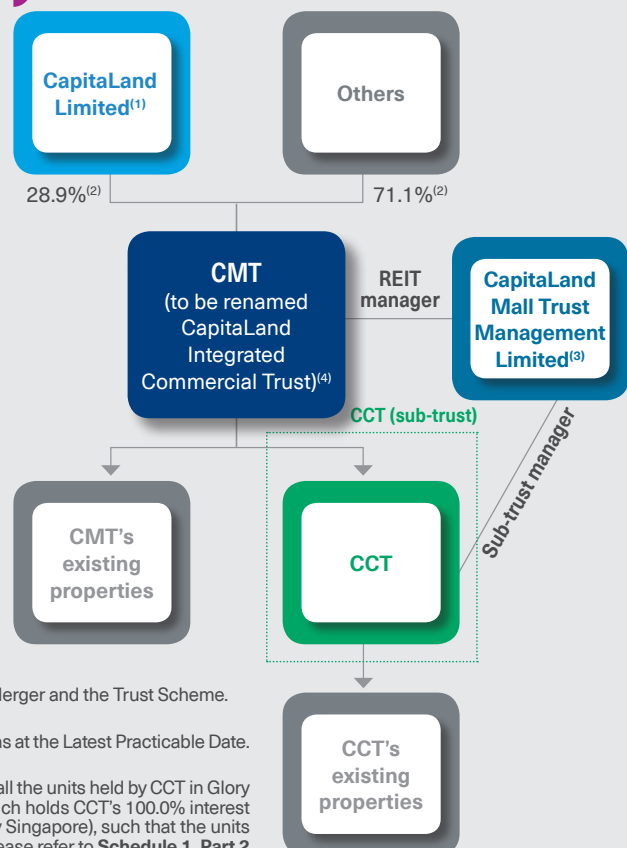 CapitaLand
Limited(1)
Others
28.9%(2)
71.1%(2)
CMT
(to be renamed
CapitaLand
Integrated
Commercial Trust)(4)
REIT
manager
CapitaLand
Mall Trust
Management
Limited(3)
CCT (sub-trust)
Sub-trust manager
CMT's
existing
properties
CCT
CCT's
existing
properties
Merger and the Trust Scheme.
as at the Latest Practicable Date.
all the units held by CCT in Glory
holds CCT's 100.0% interest
Singapore), such that the units
refer to Schedule 1, Part 2